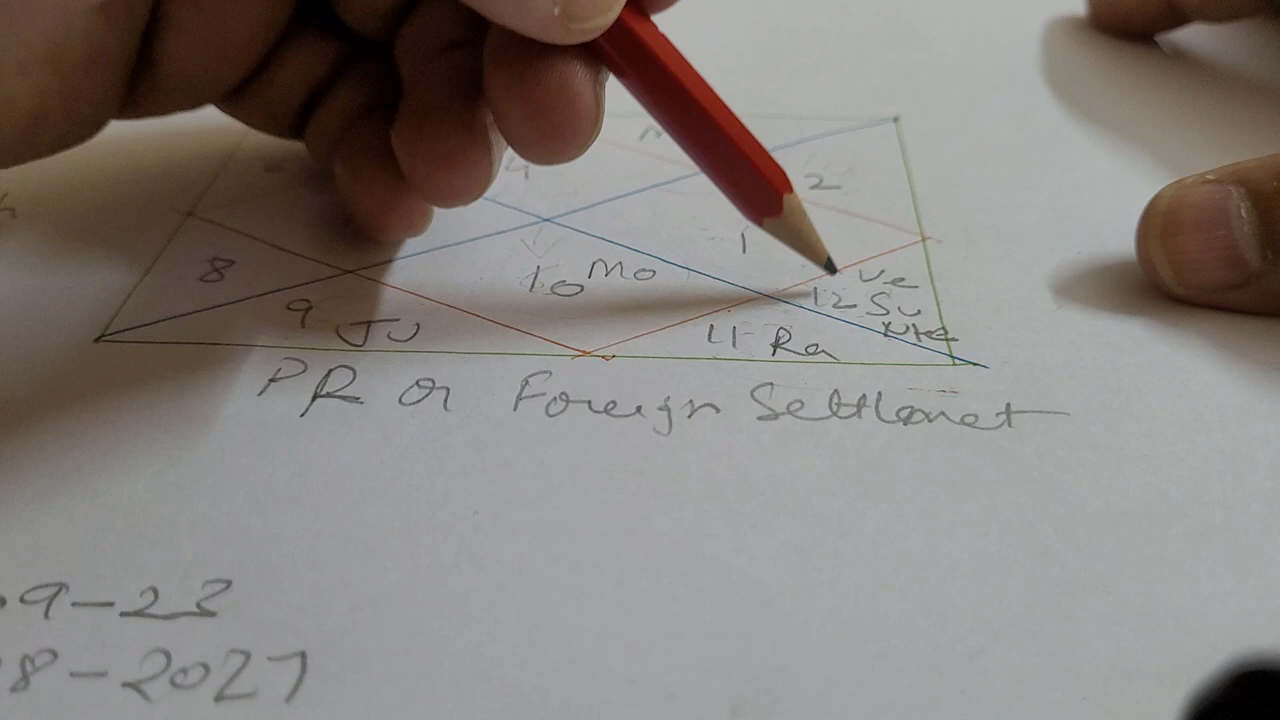 4
2
1
8
10 Mo
Ve
12 Su
9 Ju
11 Ra
PR or Foreign Settlemet
9-23
8-2027